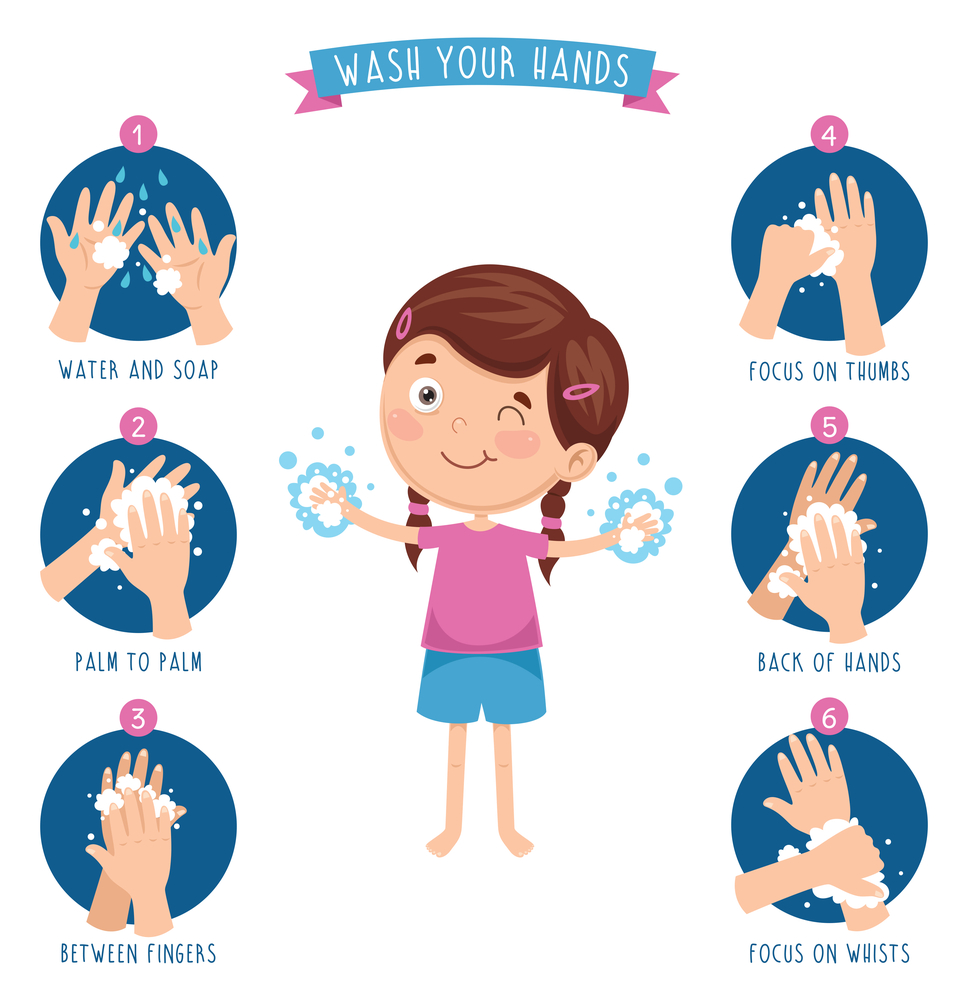 WASH YOUR HANDS
1
WATER AND SOAP
2
PALM TO PALM
3
BETWEEN FINGERS
4
FOCUS ON THUMBS
5
BACK OF HANDS
6
FOCUS ON WHISTS